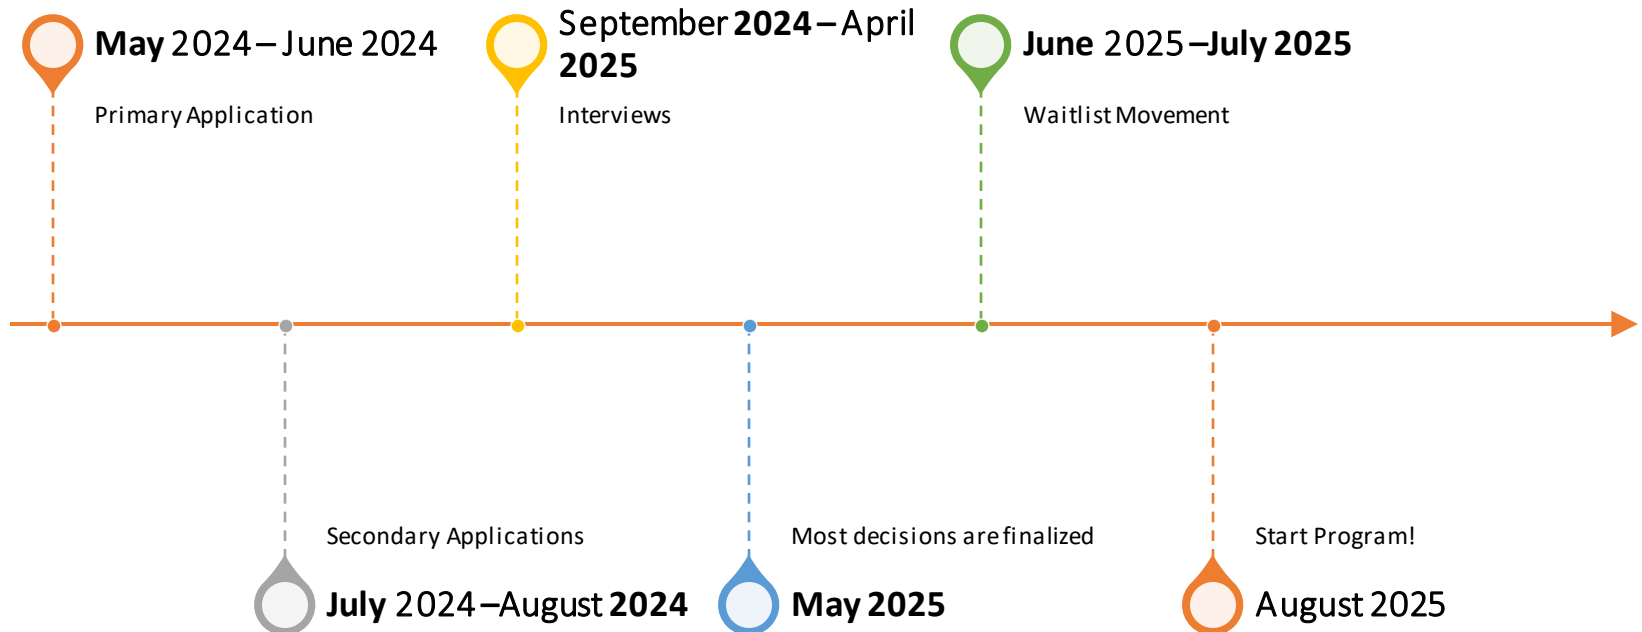 May 2024 – June 2024
Primary Application
September 2024 – April
2025
Interviews
June 2025 – July 2025
Waitlist Movement
Secondary Applications
July 2024 – August 2024
Most decisions are finalized
May 2025
Start Program!
August 2025